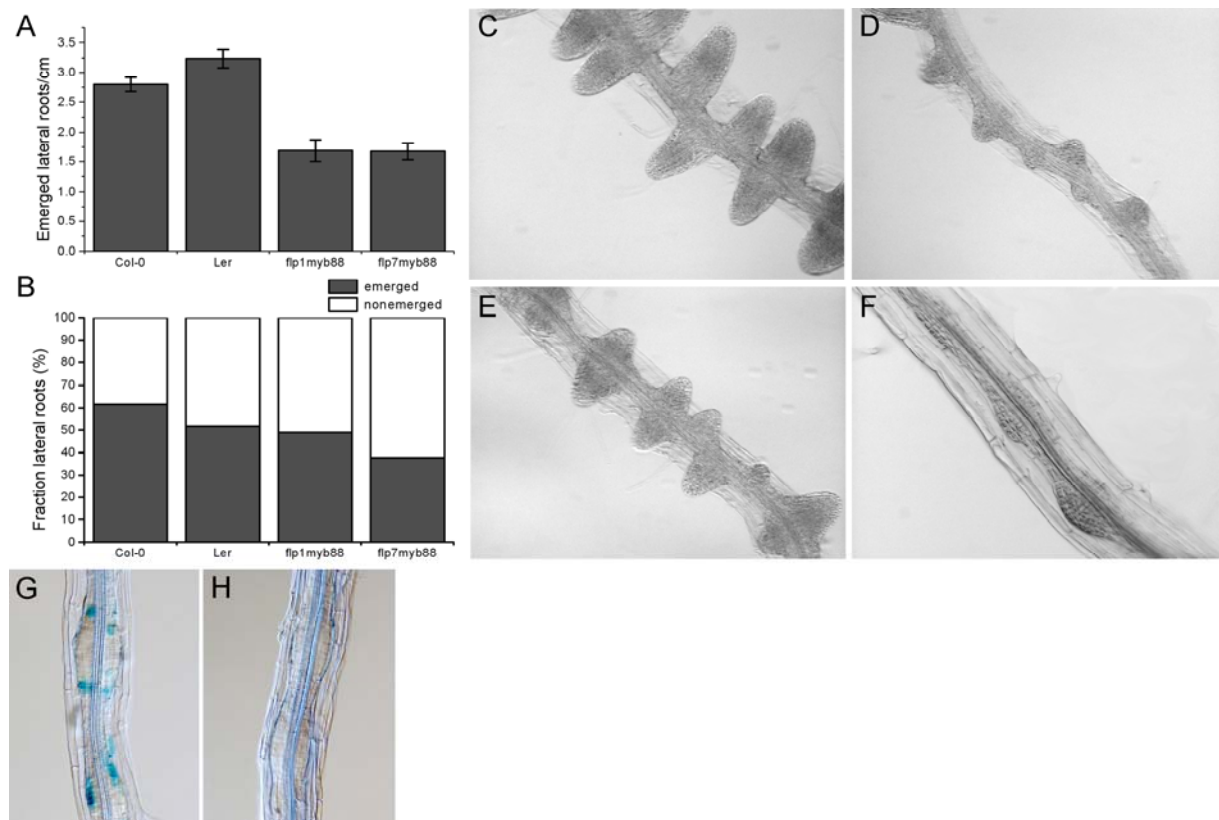 A
3.5
3.0
2.5
2.0
1.5
1.0
0.5
0.0
Emerged lateral roots/cm
Col-0 Ler flp1myb88 flp7myb88
B
emerged
nonemerged
100
90
80
70
60
50
40
30
20
10
0
Fraction lateral roots (%)
Col-0 Ler flp1myb88 flp7myb88
C
D
E
F
G
H